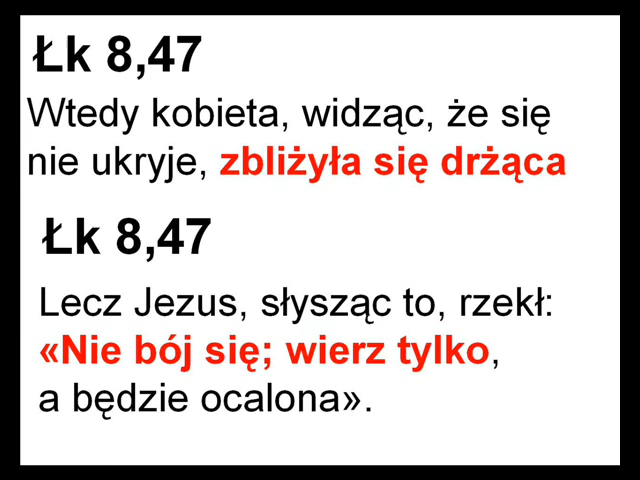 Łk 8,47
Wtedy kobieta, widząc, że się
nie ukryje, zbliżyła się drżąca
Łk 8,47
Lecz Jezus, słysząc to, rzekł:
«Nie bój się; wierz tylko,
a będzie ocalona».